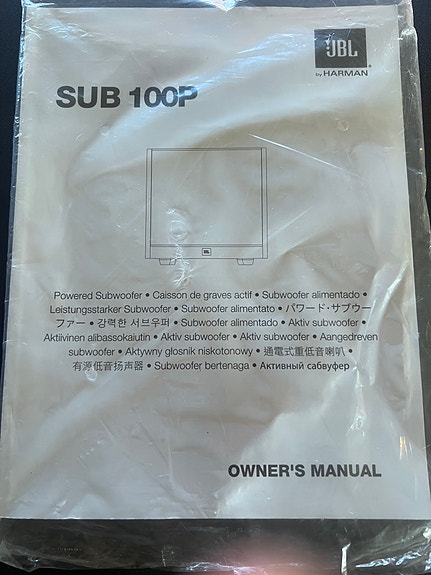 JBL
by HARMAN
SUB 100P
JBL
Powered Subwoofer • Caisson de graves actif • Subwoofer alimentado •
Leistungsstarker Subwoofer • Subwoofer alimentato • パワード・サブウー
ファー • 강력한 서브우퍼 • Subwoofer alimentado • Aktiv subwoofer •
Aktiivinen alibassokaiutin • Aktiv subwoofer • Aktiv subwoofer • Aangedreven
subwoofer • Aktywny glosnik niskotonowy • 通電式重低音喇叭 •
有源低音扬声器 • Subwoofer bertenaga • Активный сабвуфер
OWNER'S MANUAL